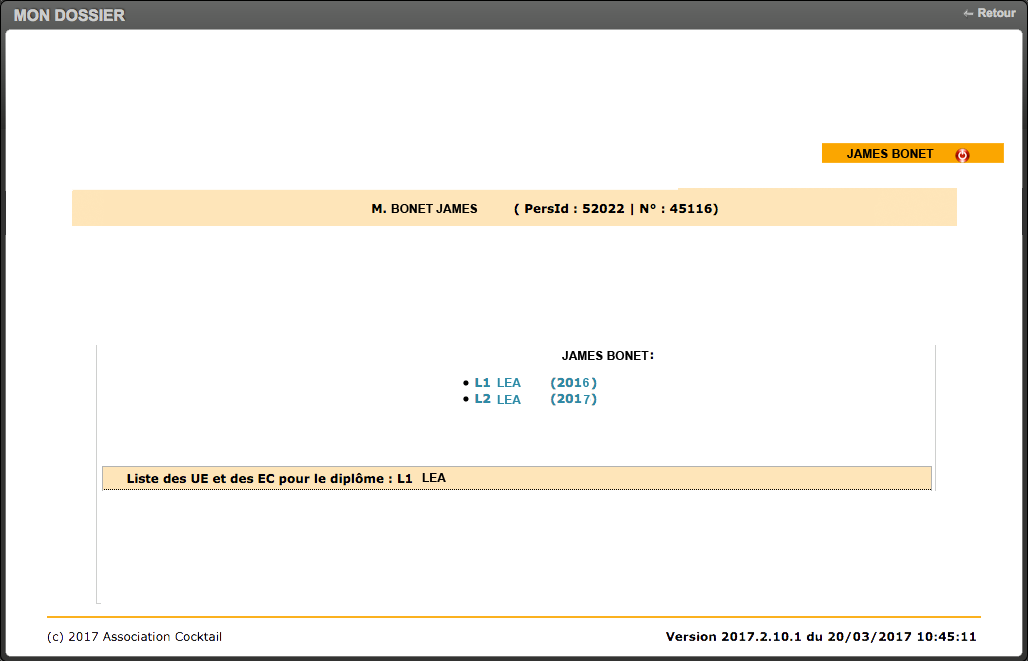 MON DOSSIER
← Retour
JAMES BONET
M. BONET JAMES ( PersId : 52022 | N° : 45116)
JAMES BONET:
• L1 LEA (2016)
• L2 LEA (2017)
Liste des UE et des EC pour le diplôme : L1 LEA
(c) 2017 Association Cocktail
Version 2017.2.10.1 du 20/03/2017 10:45:11